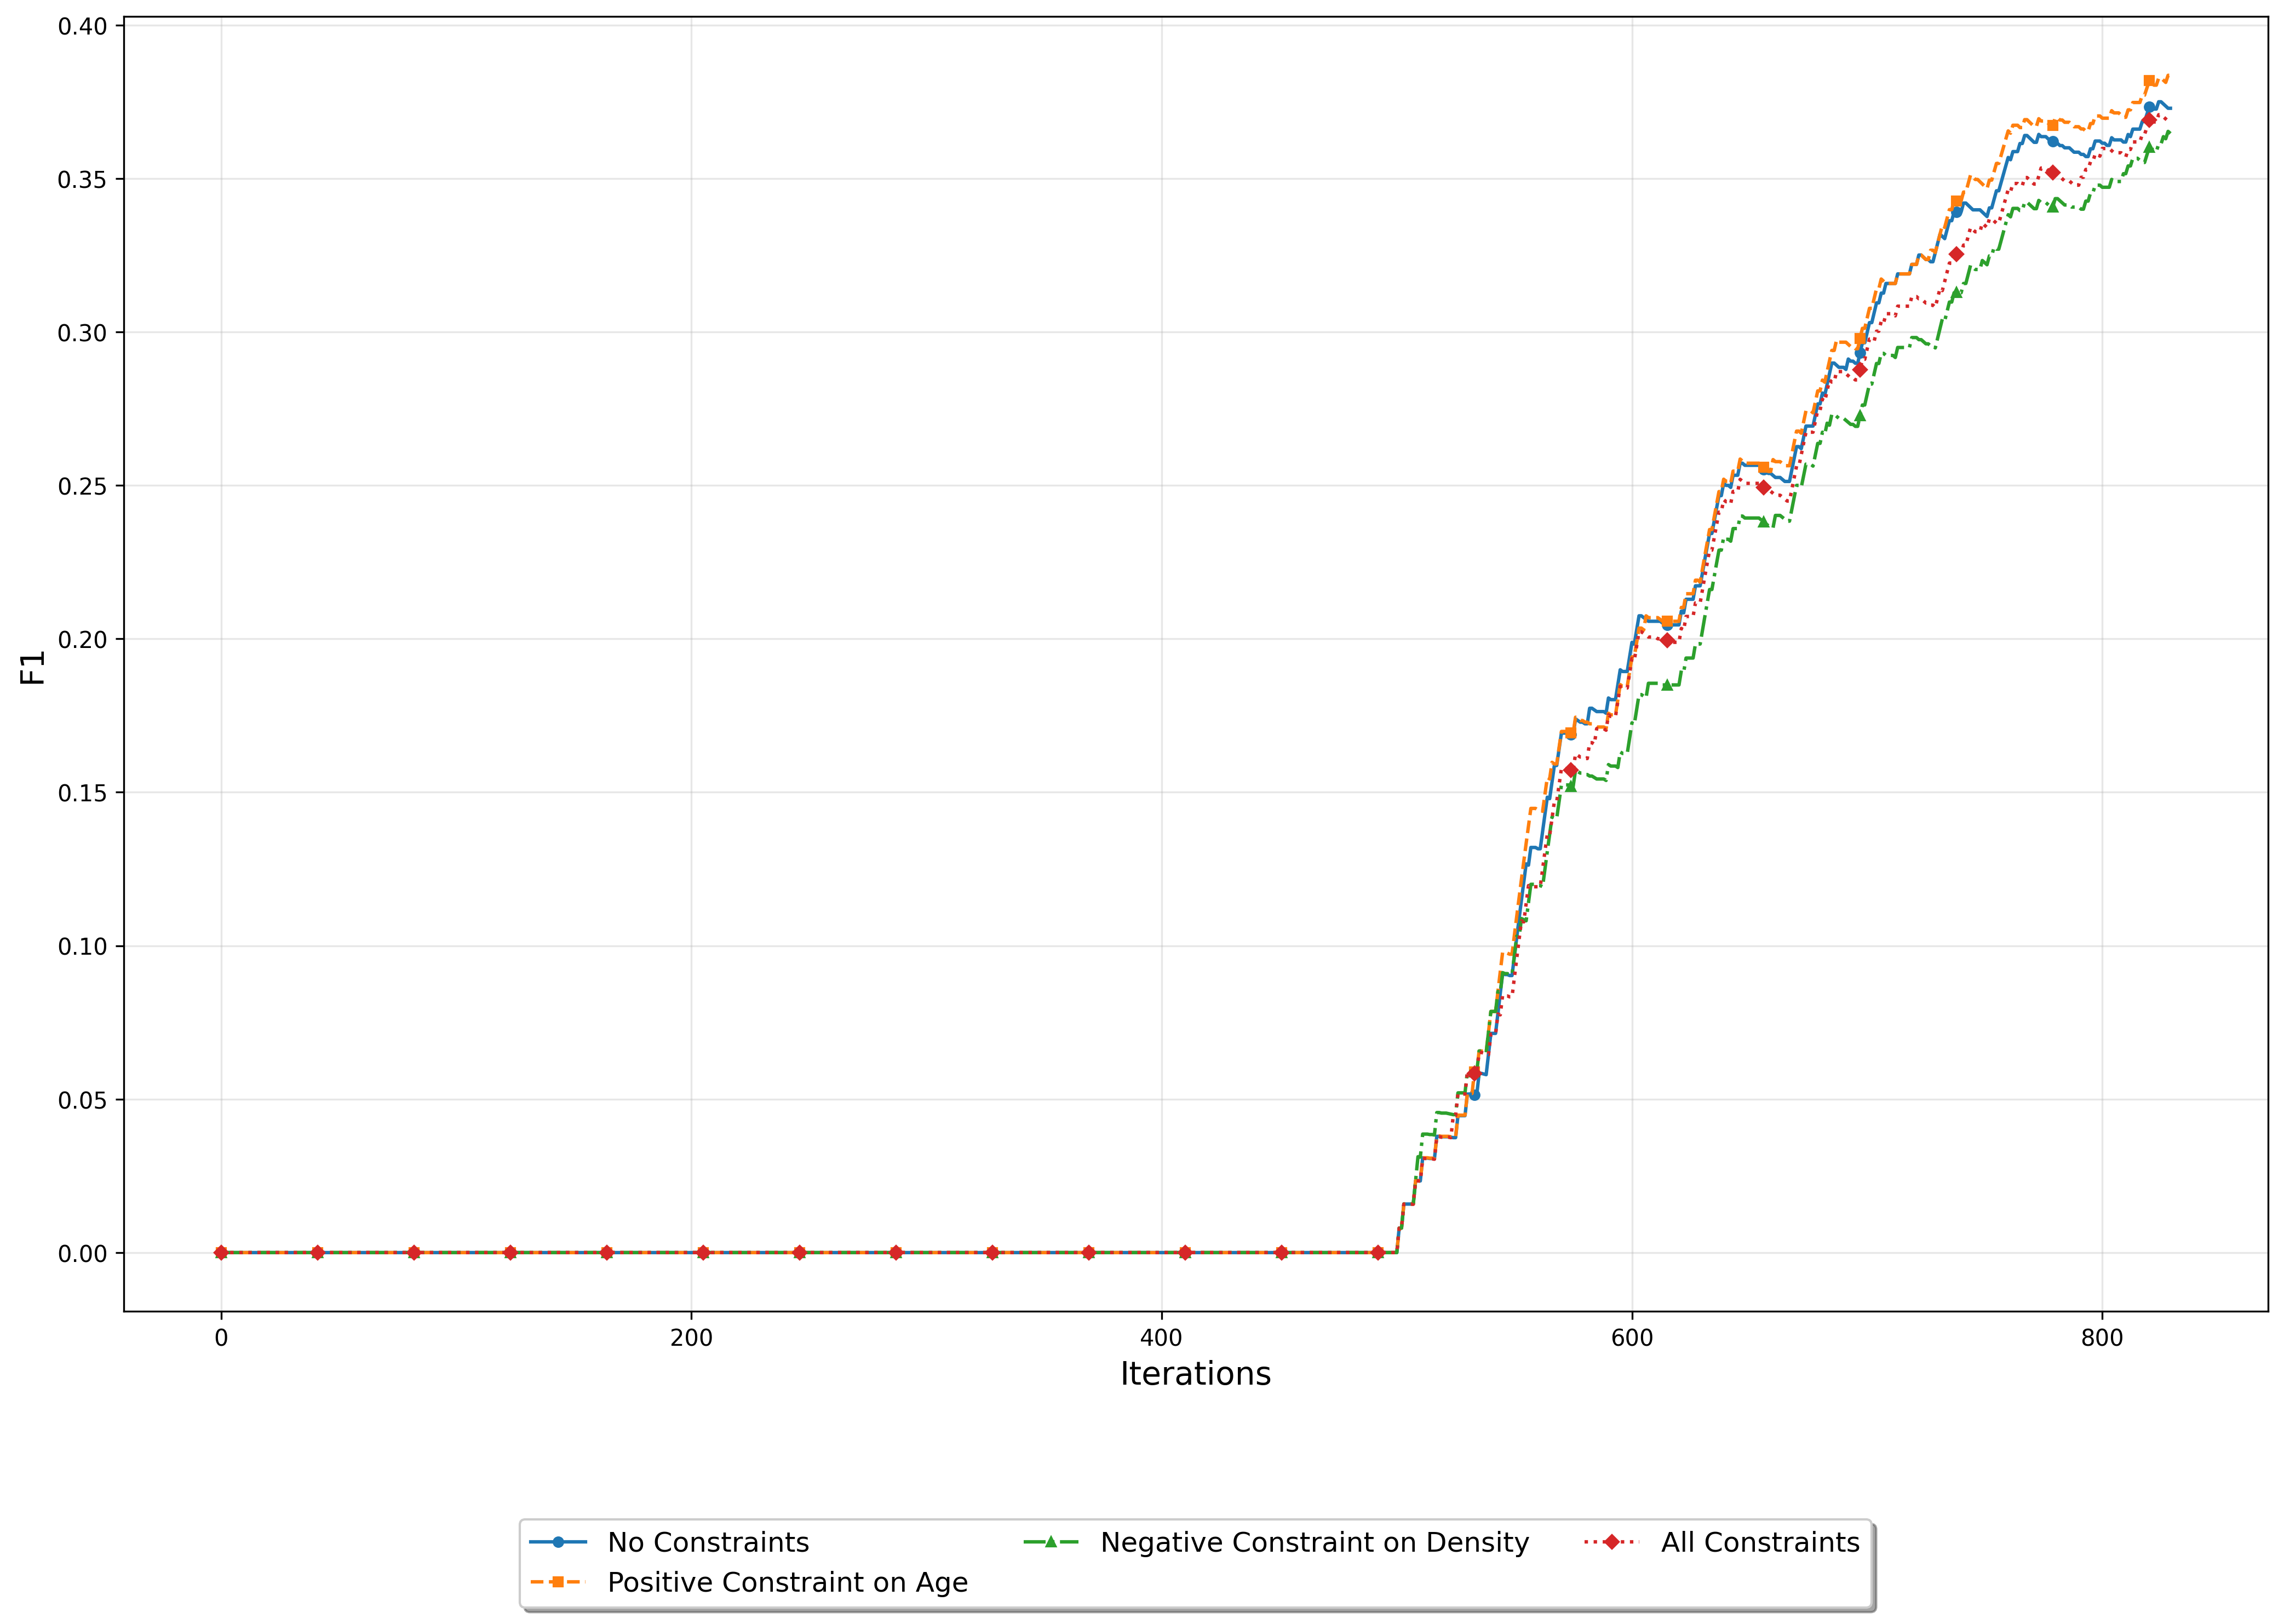 0.40
0.35
0.30
0.25
0.20
0.15
0.10
0.05
0.00
F1
0 200 400 600 800
Iterations
No Constraints
Positive Constraint on Age
Negative Constraint on Density
All Constraints